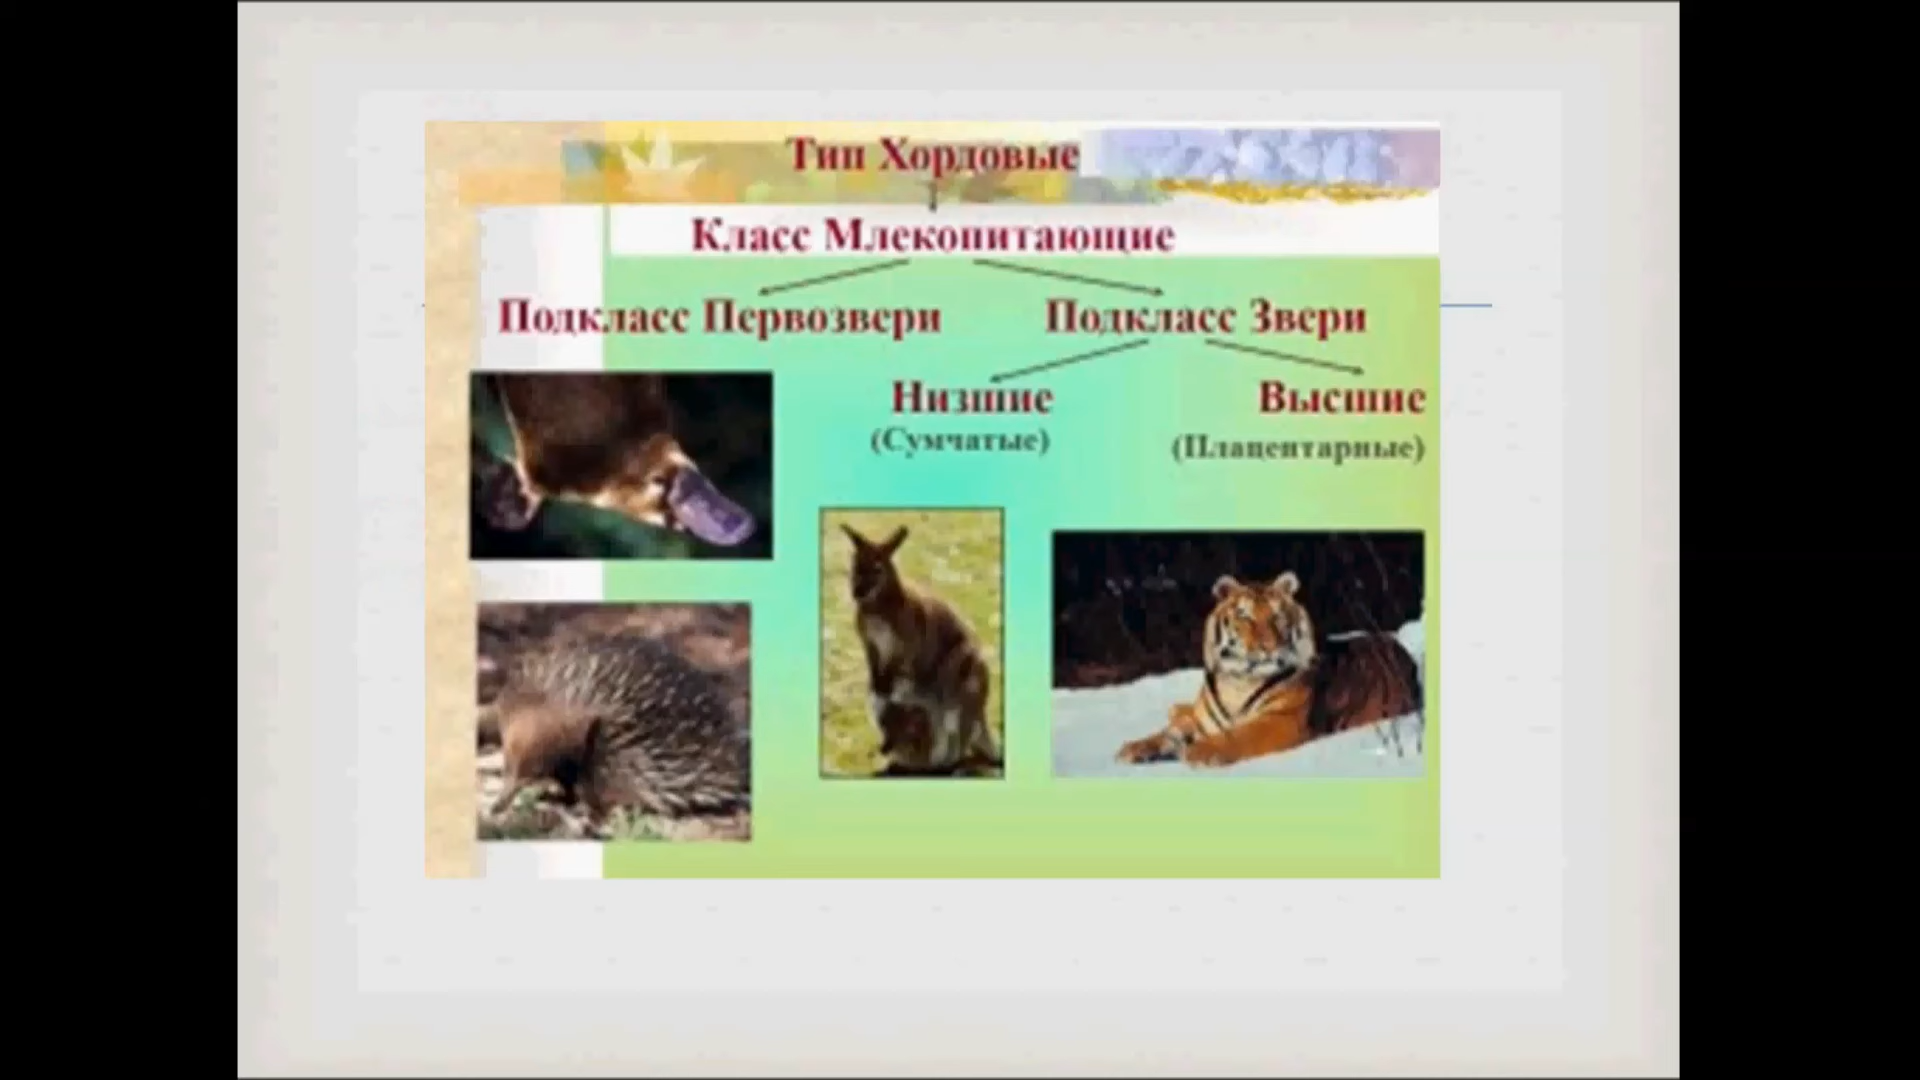 Тип Хордовые
Класс Млекопитающие
Подкласс Первозвери
Подкласс Звери
Низшие
Высшие
(Сумчатые)
(Плацентарные)